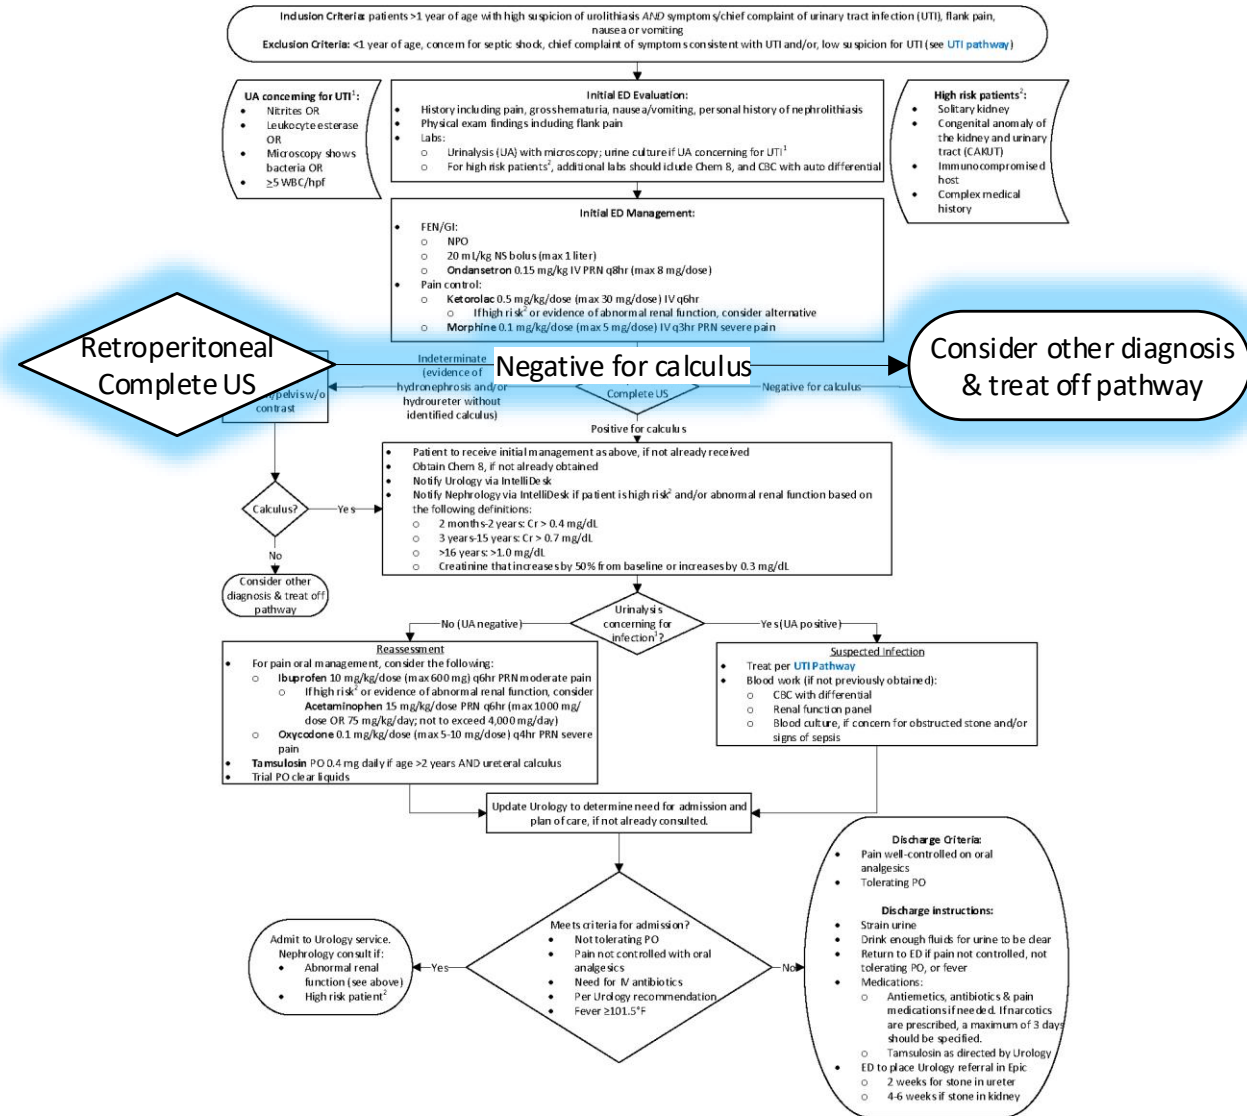 Inclusion Criteria: patients >1 year of age with high suspicion of urolithiasis AND symptoms/chief complaint of urinary tract infection (UTI), flank pain,
nausea or vomiting
Exclusion Criteria: <1 year of age, concern for septic shock, chief complaint of symptoms consistent with UTI and/or, low suspicion for UTI (see UTI pathway)
UA concerning for UTI¹:
• Nitrites OR
• Leukocyte esterase
OR
• Microscopy shows
bacteria OR
• ≥5 WBC/hpf
Initial ED Evaluation:
• History including pain, gross hematuria, nausea/vomiting, personal history of nephrolithiasis
• Physical exam findings including flank pain
• Labs:
○ Urinalysis (UA) with microscopy; urine culture if UA concerning for UTI¹
○ For high risk patients², additional labs should iclude Chem 8, and CBC with auto differential
High risk patients²:
• Solitary kidney
• Congenital anomaly of
the kidney and urinary
tract (CAKUT)
• Immunocompromised
host
• Complex medical
history
Initial ED Management:
• FEN/GI:
○ NPO
○ 20 mL/kg NS bolus (max 1 liter)
○ Ondansetron 0.15 mg/kg IV PRN q8hr (max 8 mg/dose)
• Pain control:
○ Ketorolac 0.5 mg/kg/dose (max 30 mg/dose) IV q6hr
○ If high risk² or evidence of abnormal renal function, consider alternative
○ Morphine 0.1 mg/kg/dose (max 5 mg/dose) IV q3hr PRN severe pain
Retroperitoneal
Complete US
Negative for calculus
Consider other diagnosis
& treat off pathway
Indeterminate
(evidence of
hydronephrosis and/or
hydroureter without
identified calculus)
/pelvis w/o
contrast
Complete US
Negative for calculus
Positive for calculus
• Patient to receive initial management as above, if not already received
• Obtain Chem 8, if not already obtained
• Notify Urology via IntelliDesk
• Notify Nephrology via IntelliDesk if patient is high risk² and/or abnormal renal function based on
the following definitions:
○ 2 months-2 years: Cr > 0.4 mg/dL
○ 3 years-15 years: Cr > 0.7 mg/dL
○ >16 years: >1.0 mg/dL
○ Creatinine that increases by 50% from baseline or increases by 0.3 mg/dL
Calculus?
Yes
No
Consider other
diagnosis & treat off
pathway
Urinalysis
concerning for
infection¹?
No (UA negative)
Yes (UA positive)
Reassessment
• For pain oral management, consider the following:
○ Ibuprofen 10 mg/kg/dose (max 600 mg) q6hr PRN moderate pain
○ If high risk² or evidence of abnormal renal function, consider
Acetaminophen 15 mg/kg/dose PRN q6hr (max 1000 mg/
dose OR 75 mg/kg/day; not to exceed 4,000 mg/day)
○ Oxycodone 0.1 mg/kg/dose (max 5-10 mg/dose) q4hr PRN severe
pain
• Tamsulosin PO 0.4 mg daily if age >2 years AND ureteral calculus
• Trial PO clear liquids
Suspected Infection
• Treat per UTI Pathway
• Blood work (if not previously obtained):
○ CBC with differential
○ Renal function panel
○ Blood culture, if concern for obstructed stone and/or
signs of sepsis
Update Urology to determine need for admission and
plan of care, if not already consulted.
Meets criteria for admission?
• Not tolerating PO
• Pain not controlled with oral
analgesics
• Need for IV antibiotics
• Per Urology recommendation
• Fever ≥101.5°F
Yes
No
Admit to Urology service.
Nephrology consult if:
• Abnormal renal
function (see above)
• High risk patient²
Discharge Criteria:
• Pain well-controlled on oral
analgesics
• Tolerating PO
Discharge instructions:
• Strain urine
• Drink enough fluids for urine to be clear
• Return to ED if pain not controlled, not
tolerating PO, or fever
• Medications:
○ Antiemetics, antibiotics & pain
medications if needed. If narcotics
are prescribed, a maximum of 3 days
should be specified.
○ Tamsulosin as directed by Urology
• ED to place Urology referral in Epic
○ 2 weeks for stone in ureter
○ 4-6 weeks if stone in kidney